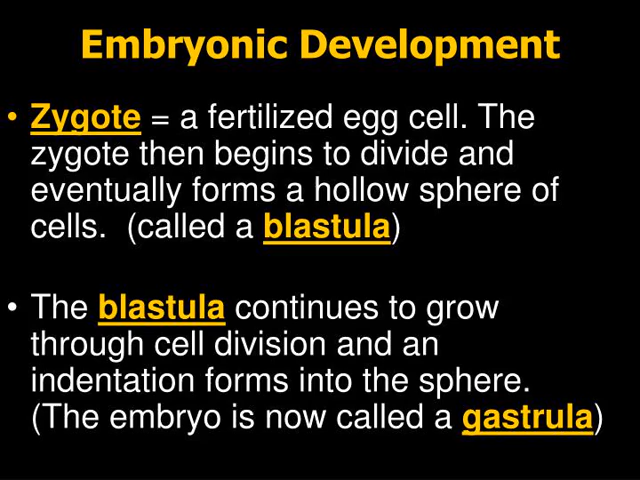 Embryonic Development
• Zygote = a fertilized egg cell. The
zygote then begins to divide and
eventually forms a hollow sphere of
cells.  (called a blastula)
• The blastula continues to grow
through cell division and an
indentation forms into the sphere.
(The embryo is now called a gastrula)